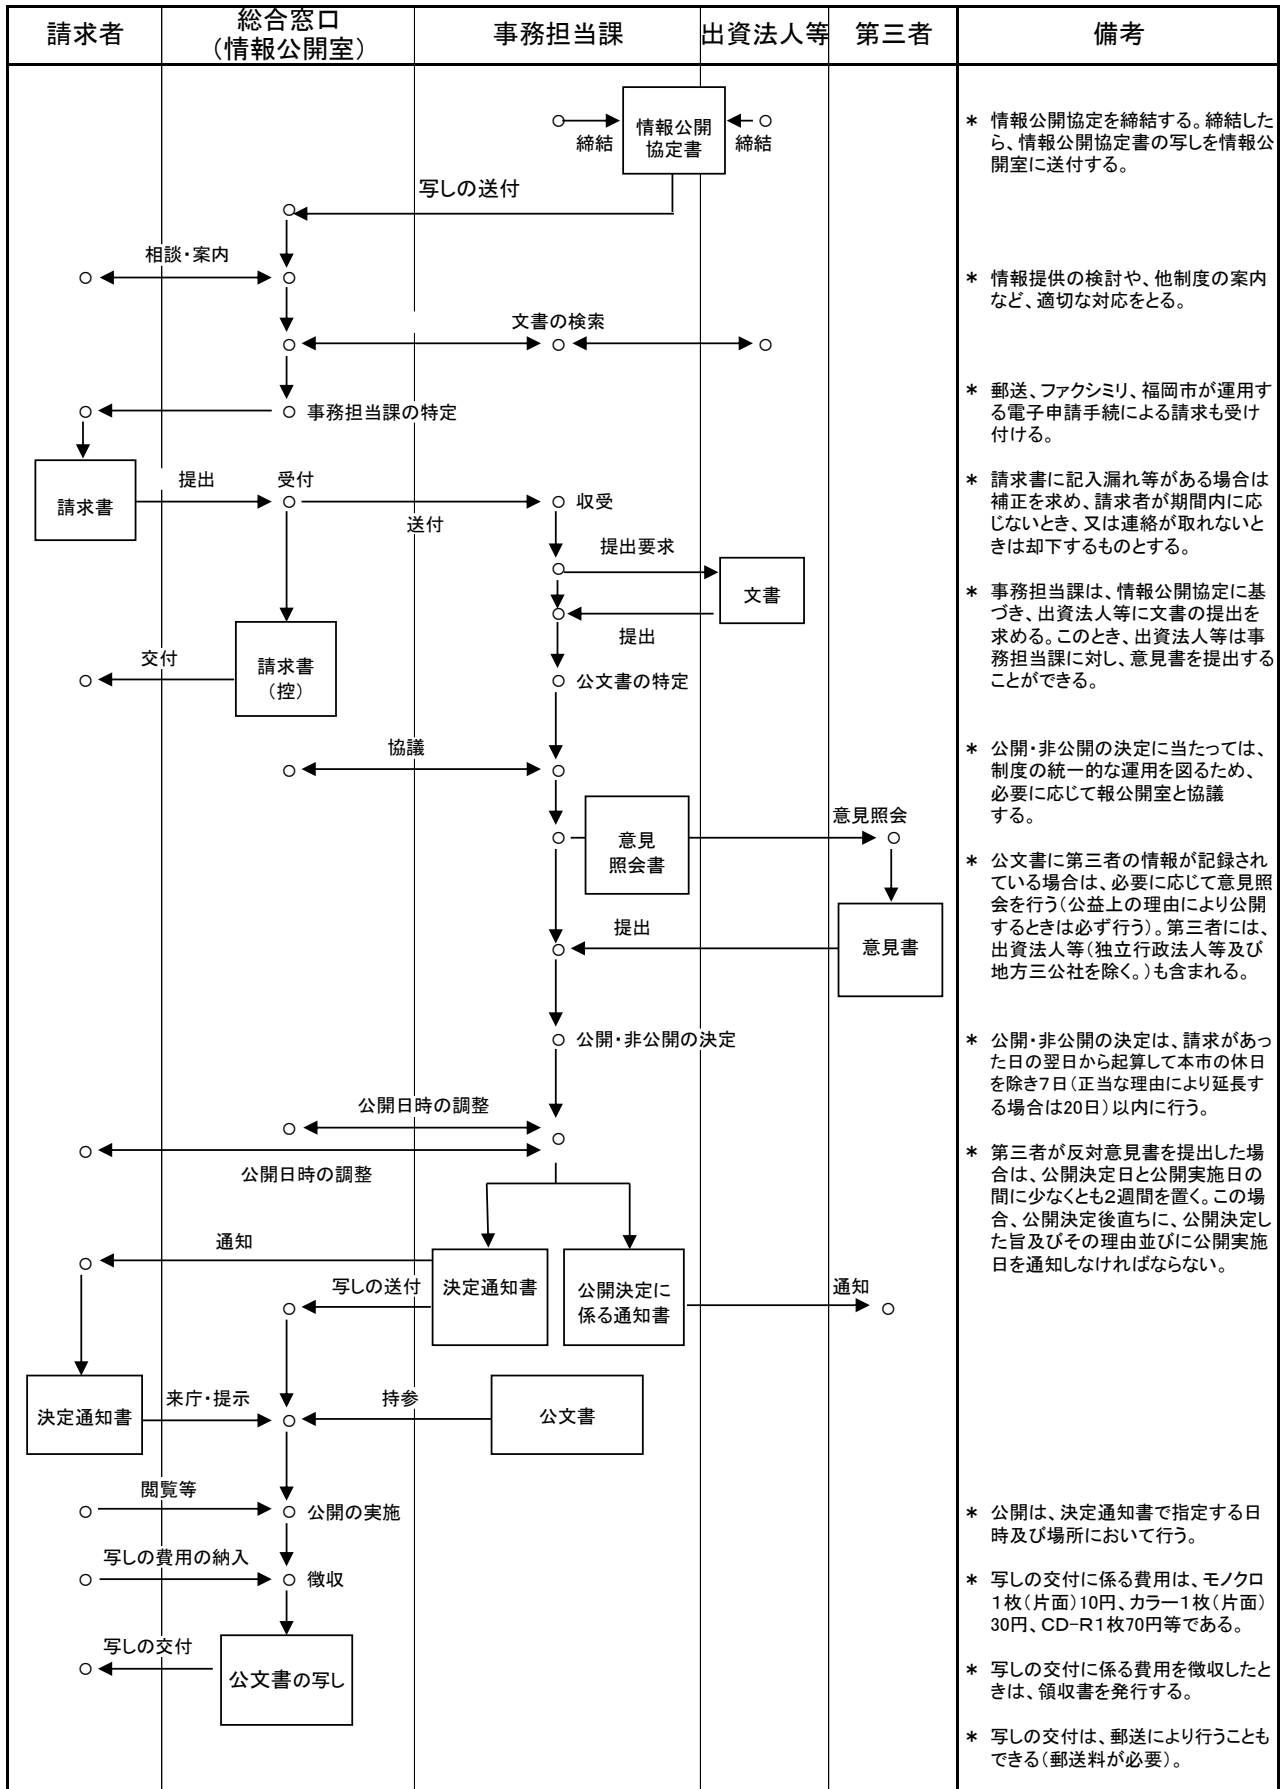 請求者
総合窓口
（情報公開室）
事務担当課
出資法人等
第三者
備考
情報公開
協定書
締結
締結
＊ 情報公開協定を締結する。締結した
ら、情報公開協定書の写しを情報公
開室に送付する。
写しの送付
相談・案内
＊ 情報提供の検討や、他制度の案内
など、適切な対応をとる。
文書の検索
事務担当課の特定
＊ 郵送、ファクシミリ、福岡市が運用す
る電子申請手続による請求も受け
付ける。
請求書
提出
受付
送付
収受
＊ 請求書に記入漏れ等がある場合は
補正を求め、請求者が期間内に応
じないとき、又は連絡が取れないと
きは却下するものとする。
提出要求
文書
提出
＊ 事務担当課は、情報公開協定に基
づき、出資法人等に文書の提出を
求める。このとき、出資法人等は事
務担当課に対し、意見書を提出する
ことができる。
交付
請求書
（控）
公文書の特定
協議
＊ 公開・非公開の決定に当たっては、
制度の統一的な運用を図るため、
必要に応じて報公開室と協議
する。
意見
照会書
意見照会
＊ 公文書に第三者の情報が記録され
ている場合は、必要に応じて意見照
会を行う（公益上の理由により公開
するときは必ず行う）。第三者には、
出資法人等（独立行政法人等及び
地方三公社を除く。）も含まれる。
提出
意見書
公開・非公開の決定
＊ 公開・非公開の決定は、請求があっ
た日の翌日から起算して本市の休日
を除き7日（正当な理由により延長す
る場合は20日）以内に行う。
公開日時の調整
公開日時の調整
＊ 第三者が反対意見書を提出した場
合は、公開決定日と公開実施日の
間に少なくとも２週間を置く。この場
合、公開決定後直ちに、公開決定し
た旨及びその理由並びに公開実施
日を通知しなければならない。
通知
写しの送付
決定通知書
公開決定に
係る通知書
通知
決定通知書
来庁・提示
持参
公文書
閲覧等
公開の実施
＊ 公開は、決定通知書で指定する日
時及び場所において行う。
写しの費用の納入
徴収
＊ 写しの交付に係る費用は、モノクロ
１枚（片面）10円、カラー１枚（片面）
30円、ＣＤ－Ｒ１枚70円等である。
写しの交付
公文書の写し
＊ 写しの交付に係る費用を徴収したと
きは、領収書を発行する。
＊ 写しの交付は、郵送により行うことも
できる（郵送料が必要）。